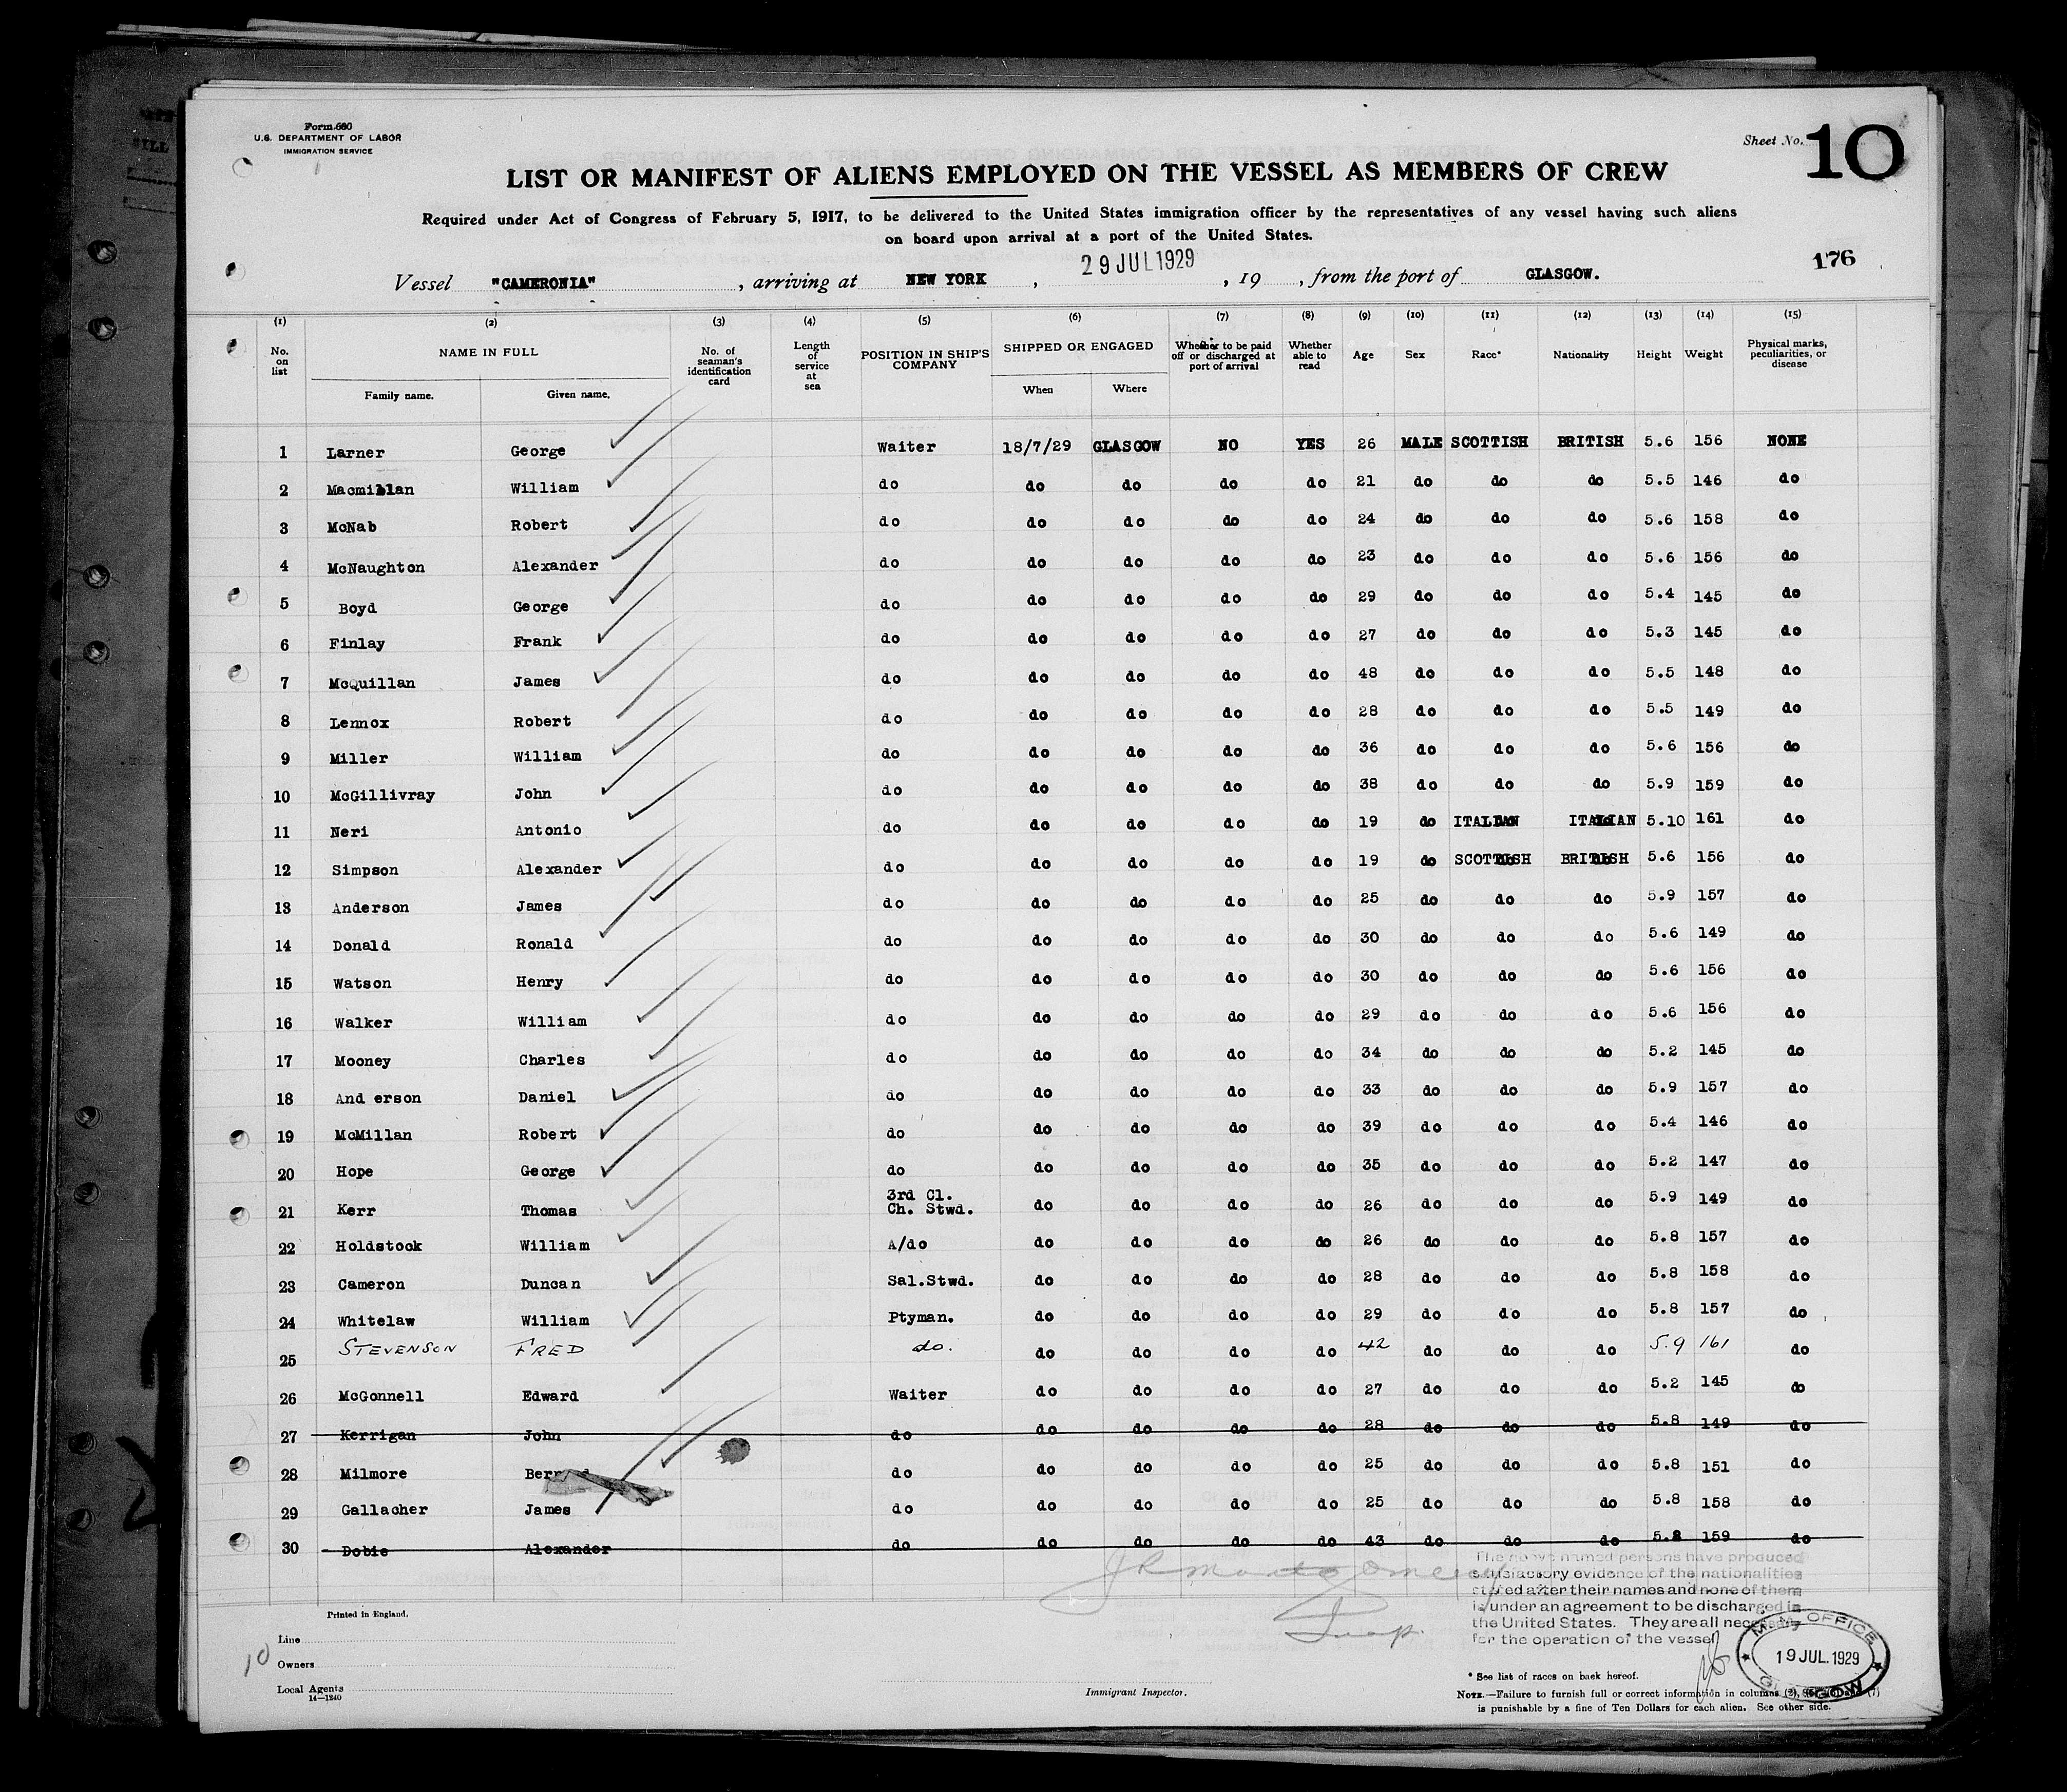 Form 680
U.S. DEPARTMENT OF LABOR
IMMIGRATION SERVICE
Sheet No. 10
LIST OR MANIFEST OF ALIENS EMPLOYED ON THE VESSEL AS MEMBERS OF CREW
Required under Act of Congress of February 5, 1917, to be delivered to the United States immigration officer by the representatives of any vessel having such aliens
on board upon arrival at a port of the United States.
176
Vessel "CAMERONIA", arriving at NEW YORK, 29 JUL 1929, 19 , from the port of GLASGOW.
(1) (2) (3) (4) (5) (6) (7) (8) (9) (10) (11) (12) (13) (14) (15)
No. on list NAME IN FULL Family name. Given name. No. of seaman's identification card Length of service at sea POSITION IN SHIP'S COMPANY SHIPPED OR ENGAGED When Where Whether to be paid off or discharged at port of arrival Whether able to read Age Sex Race* Nationality Height Weight Physical marks, peculiarities, or disease
1 Larner George Waiter 18/7/29 GLASGOW NO YES 26 MALE SCOTTISH BRITISH 5.6 156 NONE
2 Macmillan William do do do do do 21 do do do 5.5 146 do
3 McNab Robert do do do do do 24 do do do 5.6 158 do
4 McNaughton Alexander do do do do do 23 do do do 5.6 156 do
5 Boyd George do do do do do 29 do do do 5.4 145 do
6 Finlay Frank do do do do do 27 do do do 5.3 145 do
7 McQuillan James do do do do do 48 do do do 5.5 148 do
8 Lennox Robert do do do do do 28 do do do 5.5 149 do
9 Miller William do do do do do 36 do do do 5.6 156 do
10 McGillivray John do do do do do 38 do do do 5.9 159 do
11 Neri Antonio do do do do do 19 do ITALIAN ITALIAN 5.10 161 do
12 Simpson Alexander do do do do do 19 do SCOTTISH BRITISH 5.6 156 do
13 Anderson James do do do do do 25 do do do 5.9 157 do
14 Donald Ronald do do do do do 30 do do do 5.6 149 do
15 Watson Henry do do do do do 30 do do do 5.6 156 do
16 Walker William do do do do do 29 do do do 5.6 156 do
17 Mooney Charles do do do do do 34 do do do 5.2 145 do
18 And erson Daniel do do do do do 33 do do do 5.9 157 do
19 McMillan Robert do do do do do 39 do do do 5.4 146 do
20 Hope George do do do do do 35 do do do 5.2 147 do
21 Kerr Thomas 3rd Cl. Ch. Stwd. do do do do 26 do do do 5.9 149 do
22 Holdstock William A/do do do do do 26 do do do 5.8 157 do
23 Cameron Duncan Sal.Stwd. do do do do 28 do do do 5.8 158 do
24 Whitelaw William Ptyman. do do do do 29 do do do 5.8 157 do
25 STEVENSON FRED do. do do do do 42 do do do 5.9 161 do
26 McGonnell Edward Waiter do do do do 27 do do do 5.2 145 do
27 Kerrigan John do do do do do 28 do do do 5.8 149 do
28 Milmore do do do do do 25 do do do 5.8 151 do
29 Gallacher James do do do do do 25 do do do 5.8 158 do
30 Dobie Alexander do do do do do 43 do do do 5.8 159 do
J R Montgomery
The above named persons have produced
satisfactory evidence of the nationalities
stated after their names and none of them
is under an agreement to be discharged in
the United States. They are all necessary
for the operation of the vessel
Printed in England.
Line
Owners
Local Agents
14—1240
10
Immigrant Inspector.
OFFICE
19 JUL. 1929
GLASGOW
* See list of races on back hereof.
NOTE.—Failure to furnish full or correct information in columns (7)
is punishable by a fine of Ten Dollars for each alien. See other side.